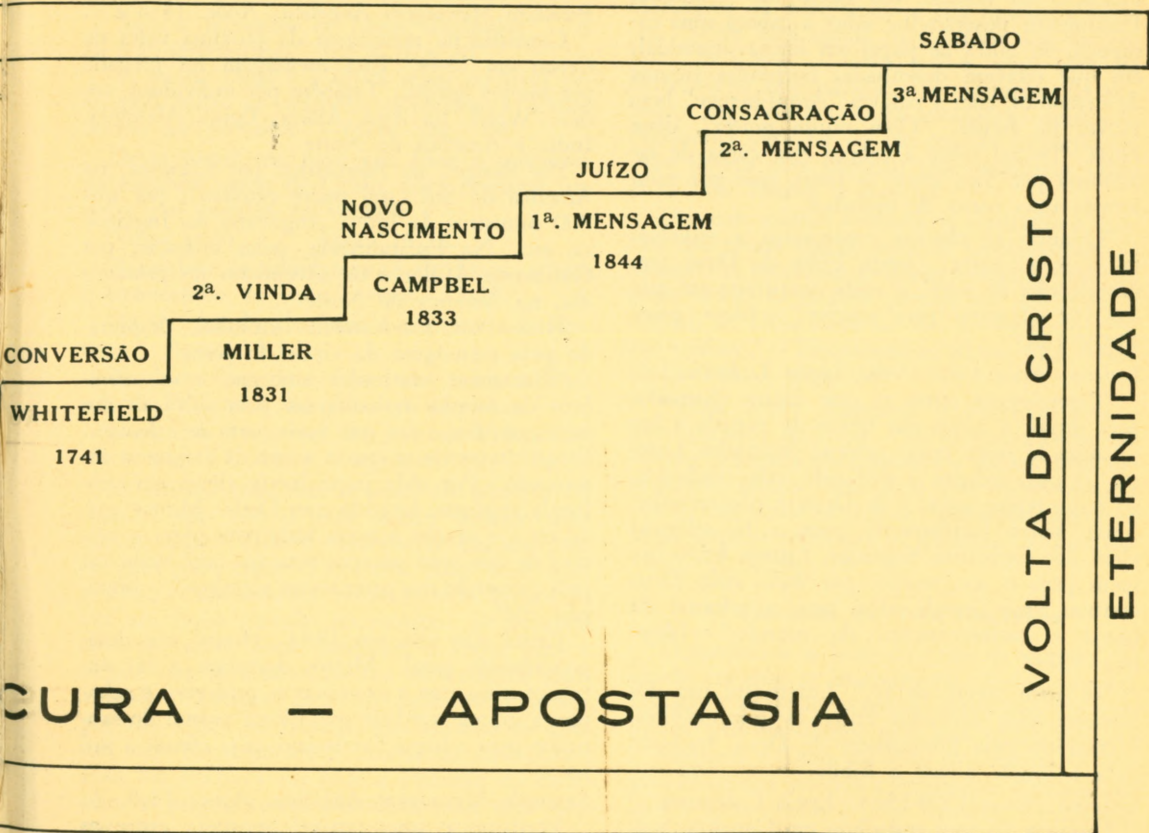 SÁBADO
3ª.MENSAGEM
CONSAGRAÇÃO
2ª. MENSAGEM
JUÍZO
1ª. MENSAGEM
1844
NOVO
NASCIMENTO
CAMPBEL
1833
2ª. VINDA
MILLER
1831
CONVERSÃO
WHITEFIELD
1741
VOLTA DE CRISTO
ETERNIDADE
CURA — APOSTASIA